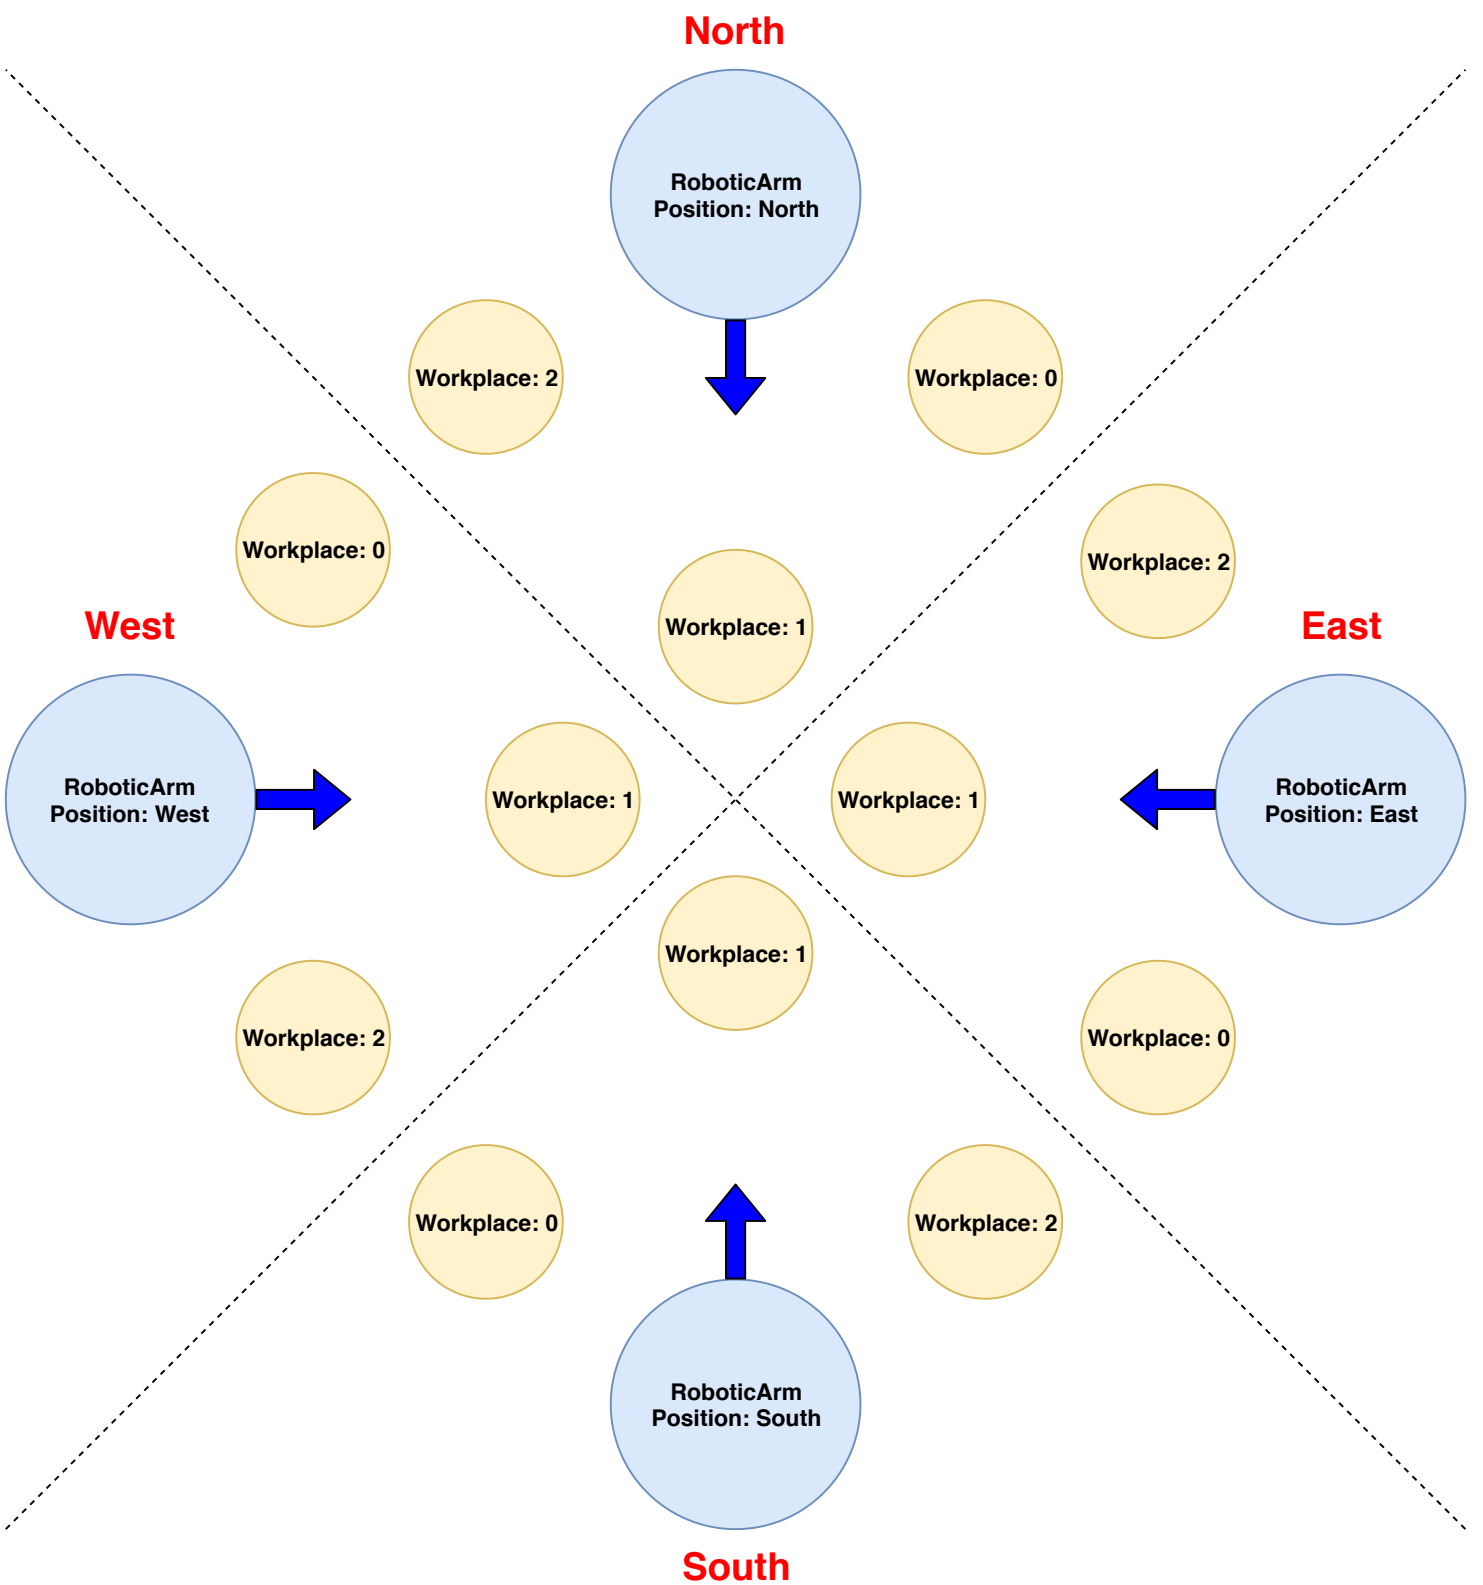 North
RoboticArm
Position: North
Workplace: 2
Workplace: 0
Workplace: 0
Workplace: 2
West
Workplace: 1
East
RoboticArm
Position: West
Workplace: 1
Workplace: 1
RoboticArm
Position: East
Workplace: 1
Workplace: 2
Workplace: 0
Workplace: 0
Workplace: 2
RoboticArm
Position: South
South